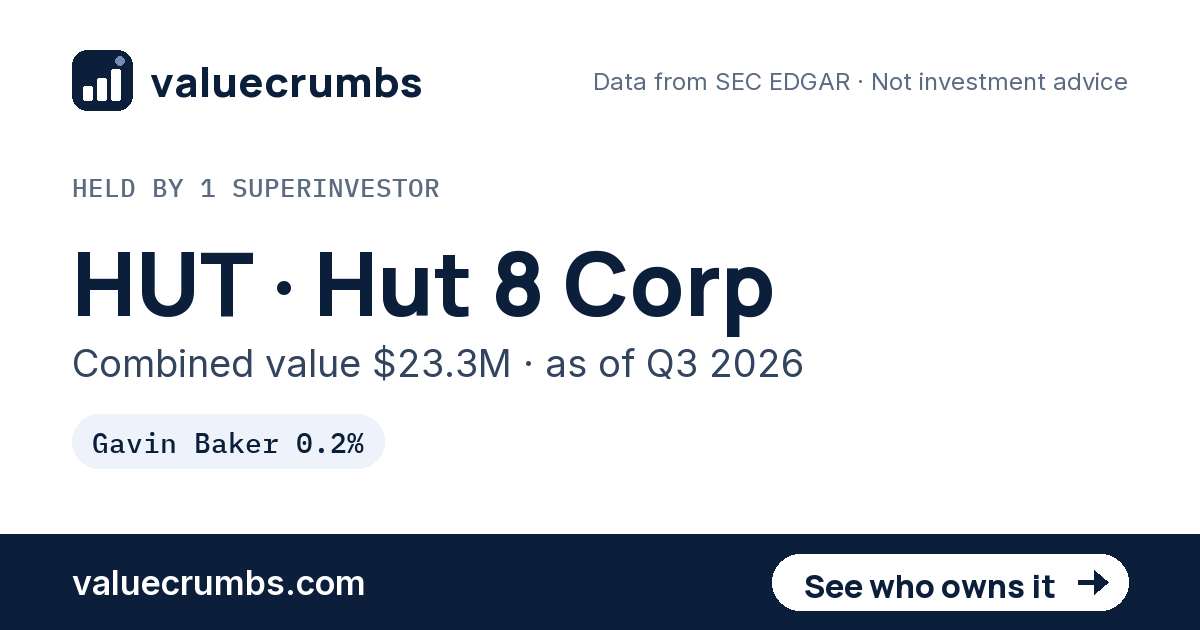 valuecrumbs
Data from SEC EDGAR · Not investment advice
HELD BY 1 SUPERINVESTOR
HUT · Hut 8 Corp
Combined value $23.3M · as of Q3 2026
Gavin Baker 0.2%
valuecrumbs.com
See who owns it →